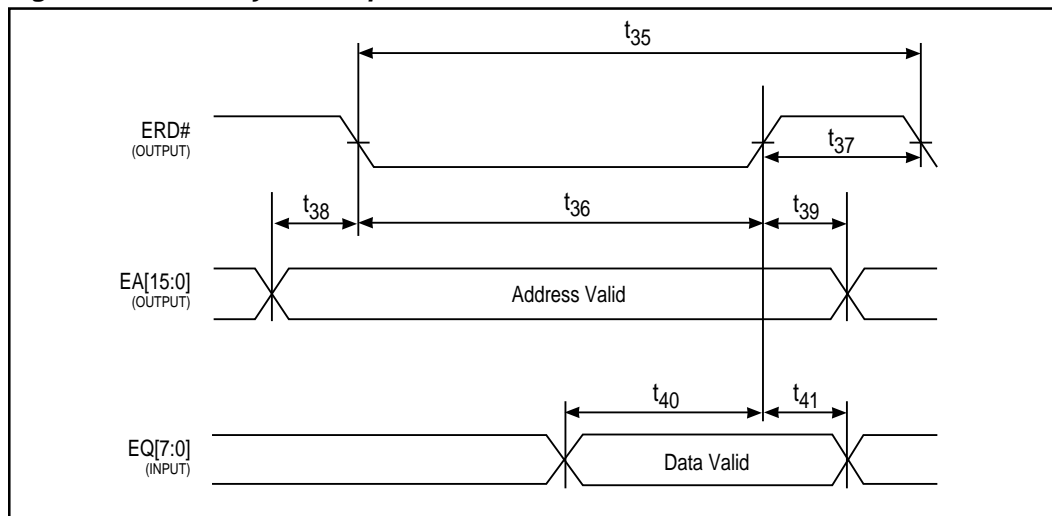 t35
ERD#
(OUTPUT)
t37
t38
t36
t39
EA[15:0]
(OUTPUT)
Address Valid
t40
t41
EQ[7:0]
(INPUT)
Data Valid